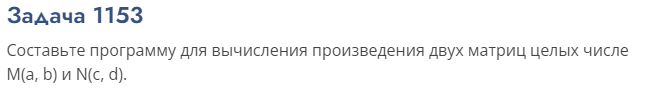 Задача 1153
Составьте программу для вычисления произведения двух матриц целых числе
M(a, b) и N(c, d).